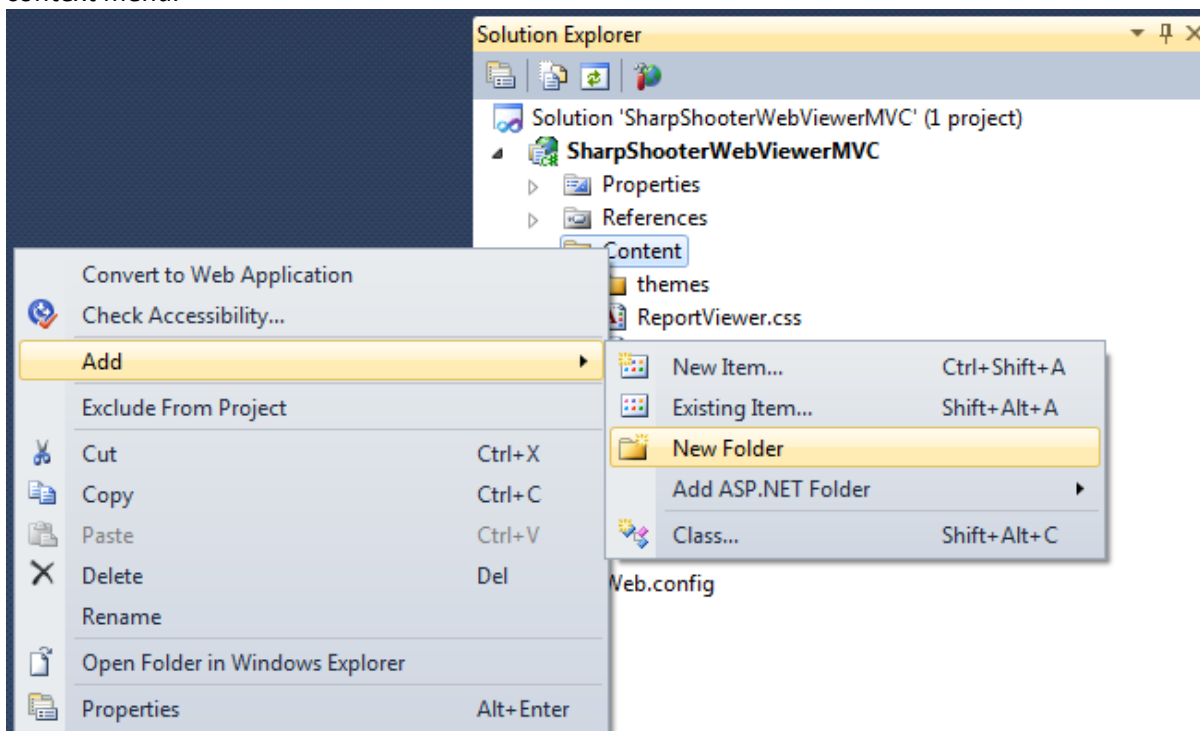 context menu.
Solution Explorer
Solution 'SharpShooterWebViewerMVC' (1 project)
SharpShooterWebViewerMVC
Properties
References
Content
themes
ReportViewer.css
Convert to Web Application
Check Accessibility...
Add
Exclude From Project
Cut Ctrl+X
Copy Ctrl+C
Paste Ctrl+V
Delete Del
Rename
Open Folder in Windows Explorer
Properties Alt+Enter
New Item... Ctrl+Shift+A
Existing Item... Shift+Alt+A
New Folder
Add ASP.NET Folder
Class... Shift+Alt+C
Web.config